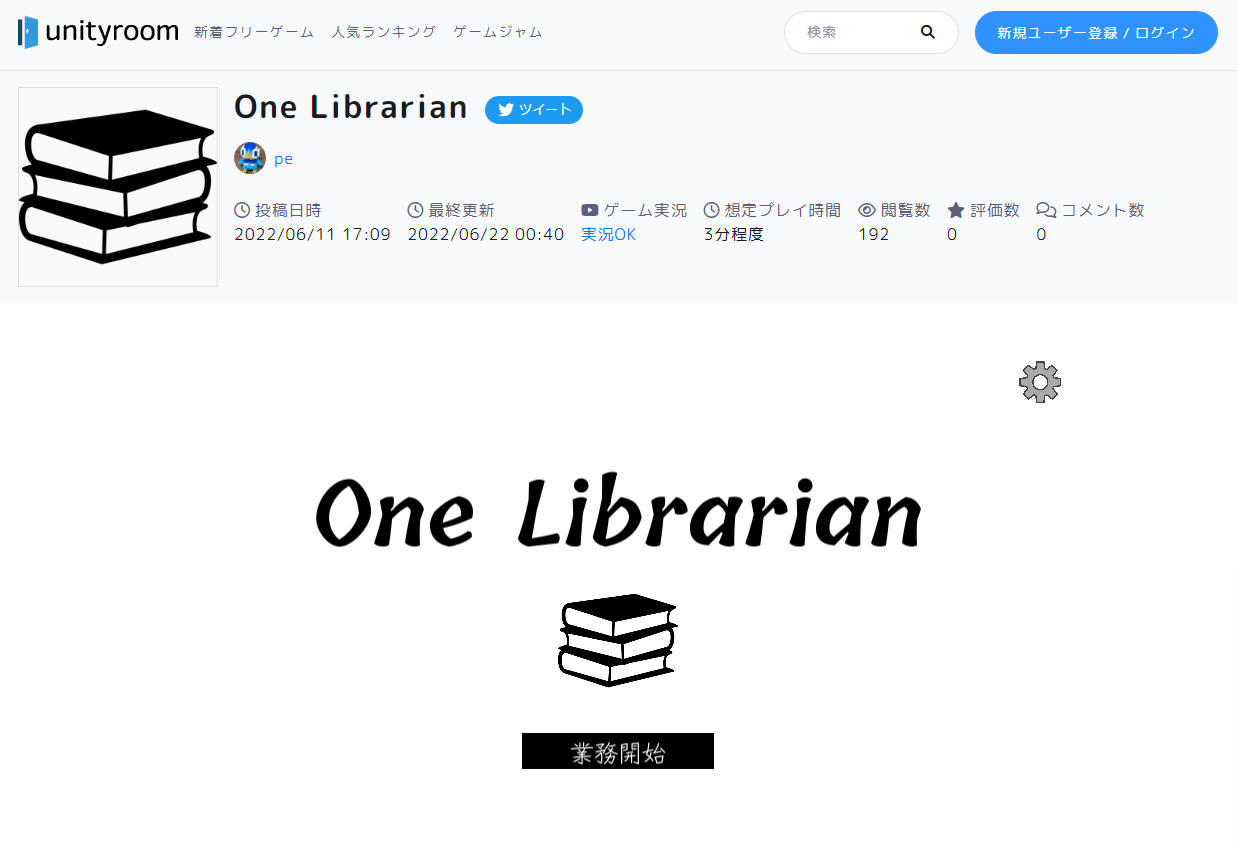 unityroom 新着フリーゲーム 人気ランキング ゲームジャム 検索 新規ユーザー登録 / ログイン
One Librarian ツイート
pe
投稿日時 最終更新 ゲーム実況 想定プレイ時間 閲覧数 評価数 コメント数
2022/06/11 17:09 2022/06/22 00:40 実況OK 3分程度 192 0 0
One Librarian
業務開始